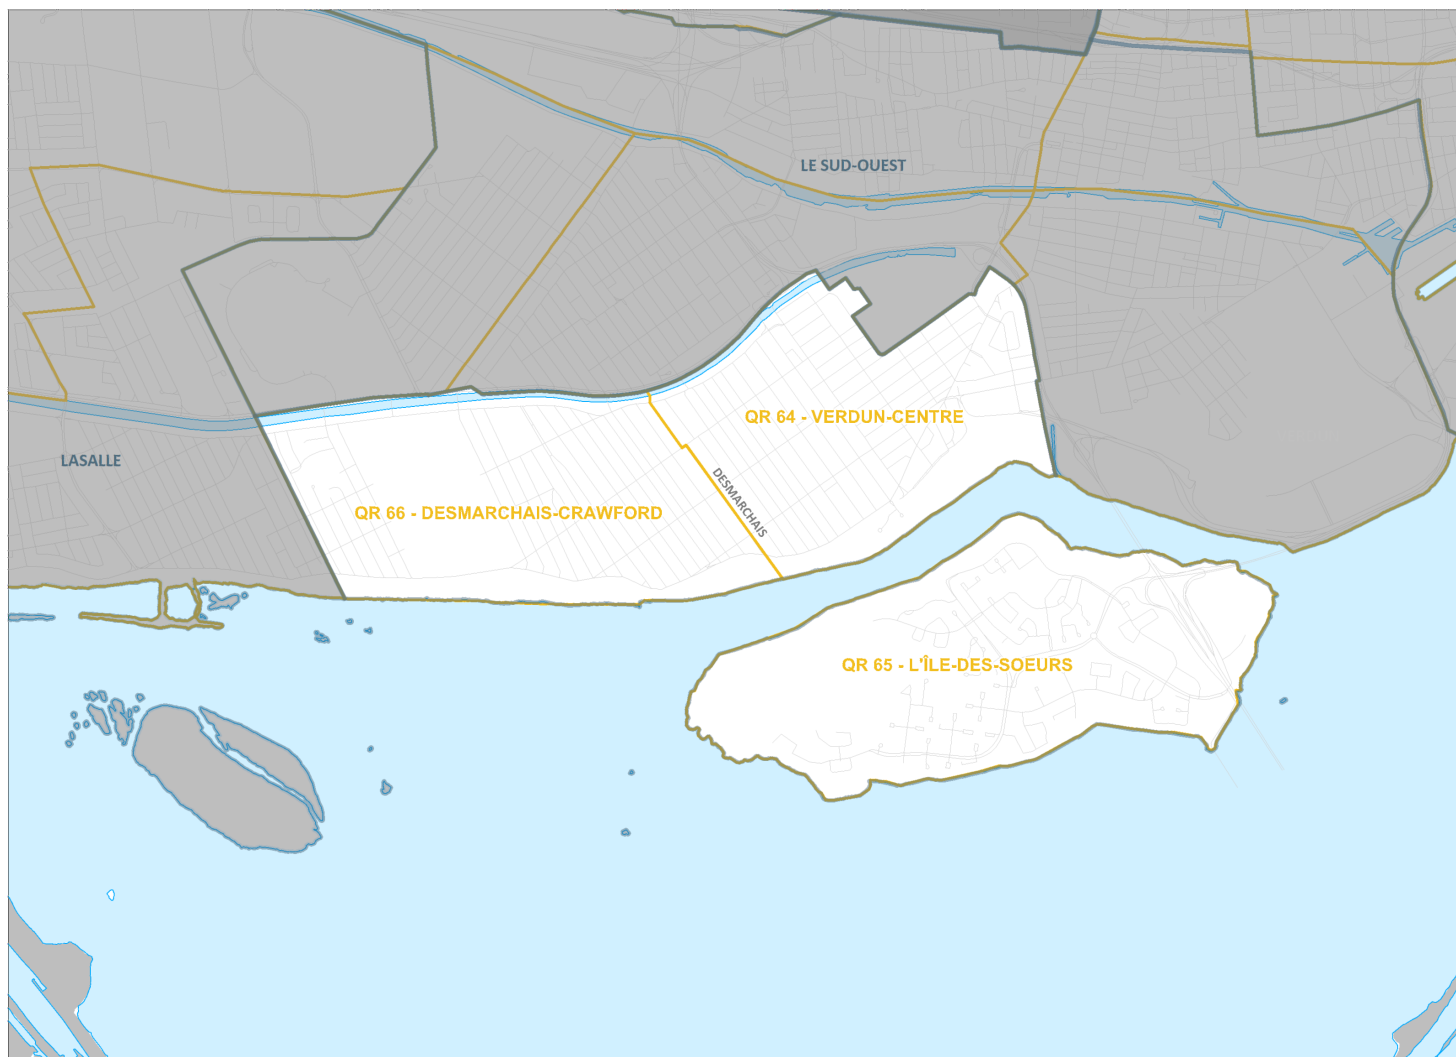 LE SUD-OUEST
QR 64 - VERDUN-CENTRE
LASALLE
DESMARCHAIS
QR 66 - DESMARCHAIS-CRAWFORD
QR 65 - L'ÎLE-DES-SOEURS